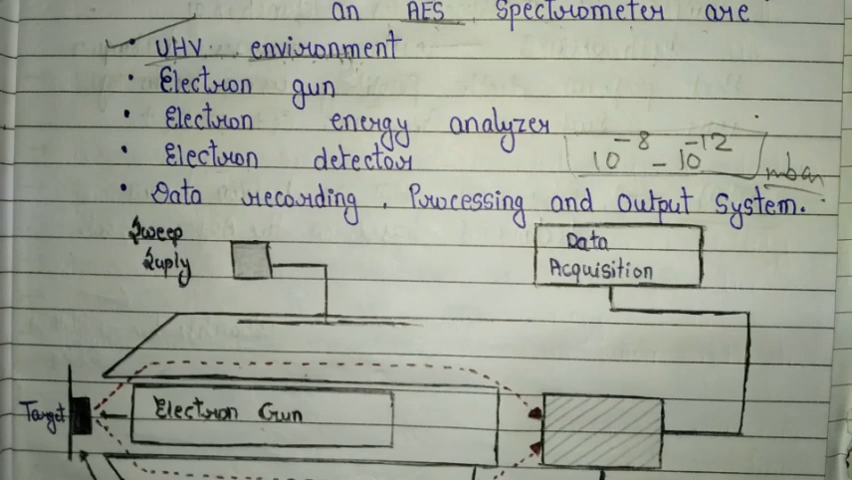 an AES Spectrometer are
• UHV environment
• Electron gun
• Electron energy analyzer
• Electron detector
10⁻⁸ – 10⁻¹² mbar
• Data recording, Processing and Output System.
Sweep
Suply
Data
Acquisition
Target
Electron Gun